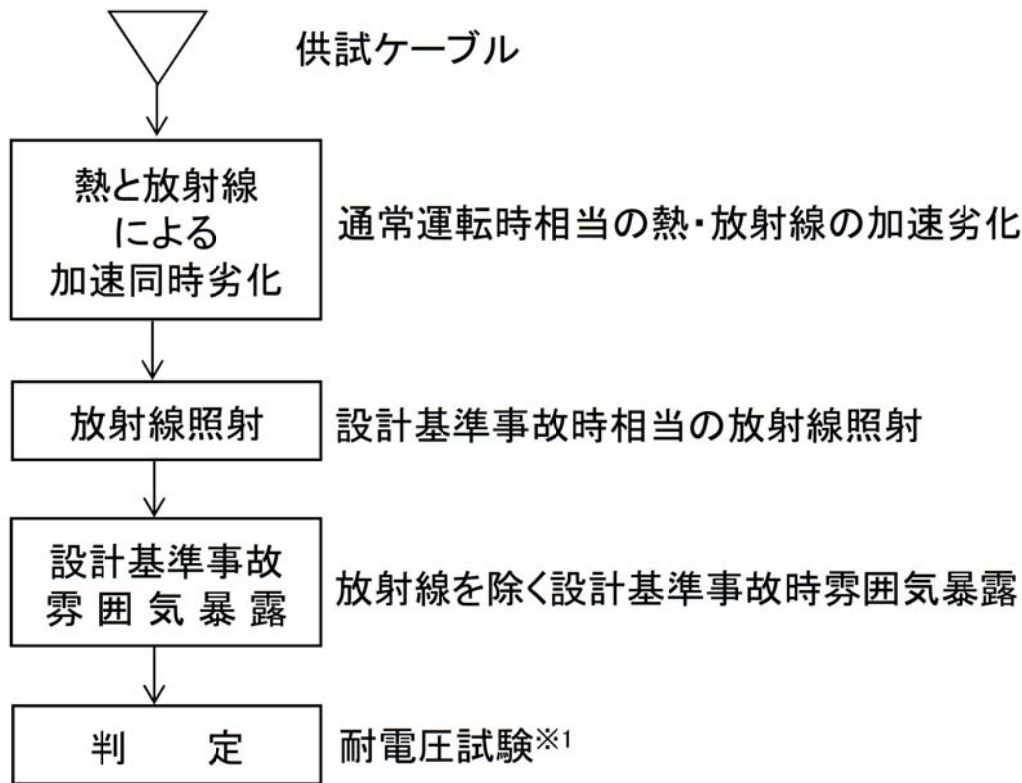 供試ケーブル
熱と放射線
による
加速同時劣化
通常運転時相当の熱・放射線の加速劣化
放射線照射
設計基準事故時相当の放射線照射
設計基準事故
雰囲気暴露
放射線を除く設計基準事故時雰囲気暴露
判　定
耐電圧試験※1